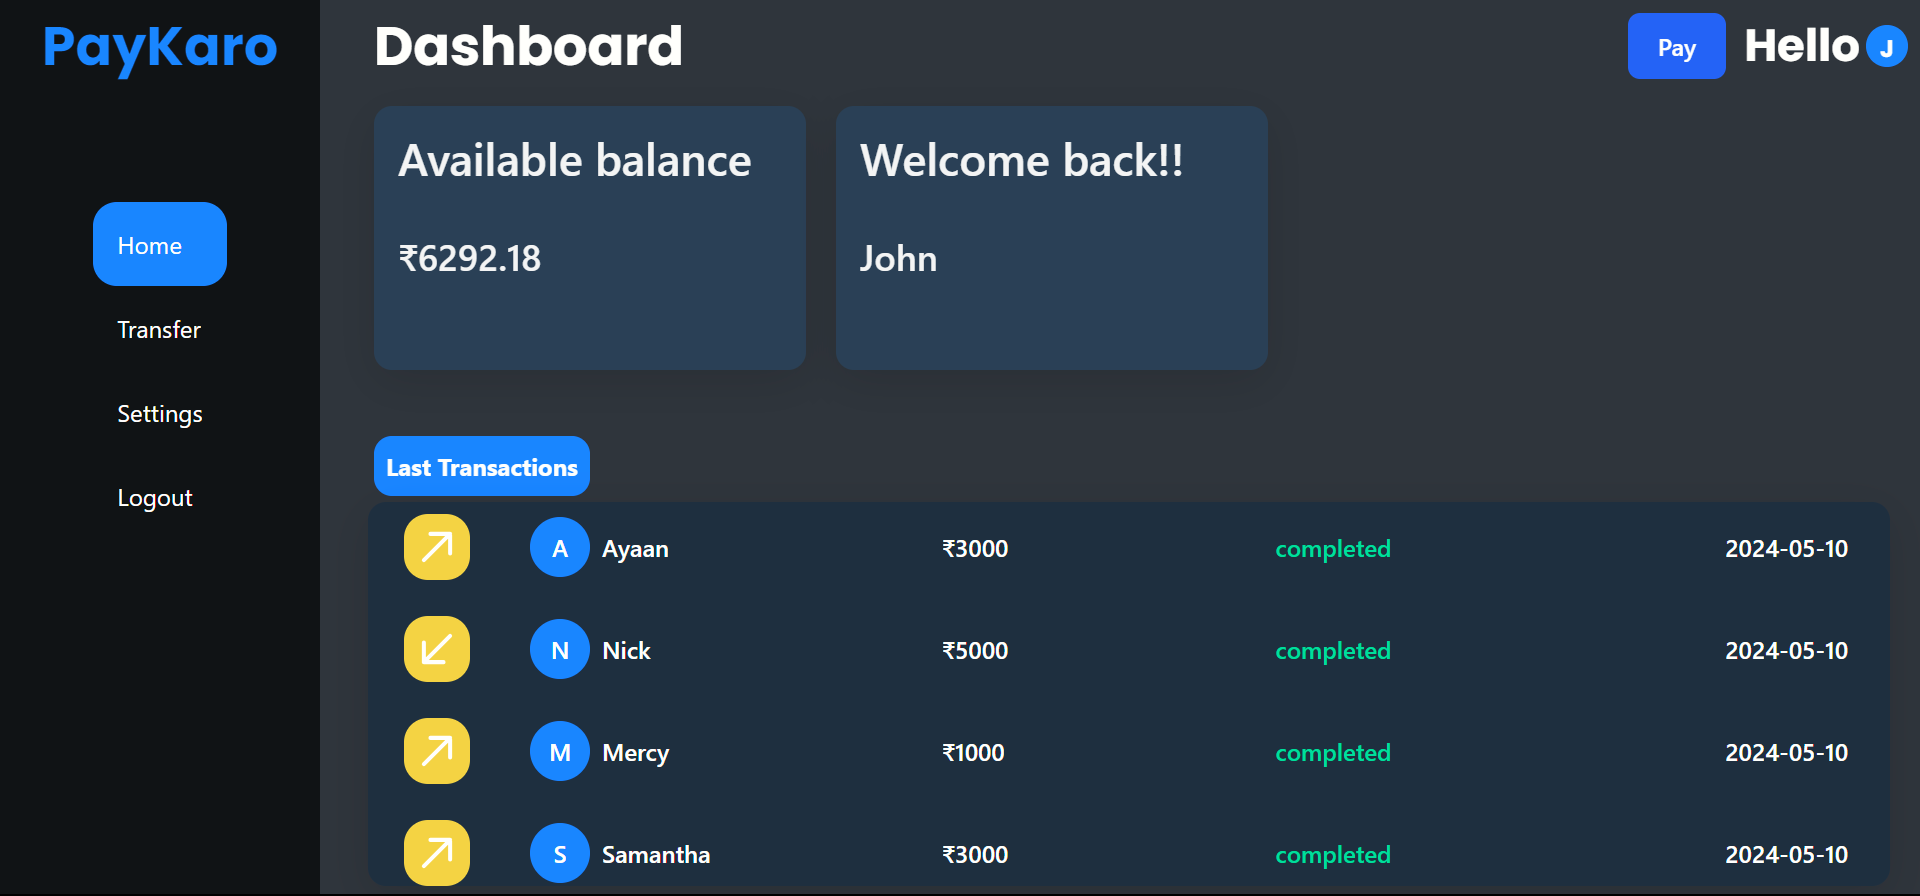 PayKaro
Home
Transfer
Settings
Logout
Dashboard
Pay
Hello J
Available balance
₹6292.18
Welcome back!!
John
Last Transactions
A Ayaan ₹3000 completed 2024-05-10
N Nick ₹5000 completed 2024-05-10
M Mercy ₹1000 completed 2024-05-10
S Samantha ₹3000 completed 2024-05-10